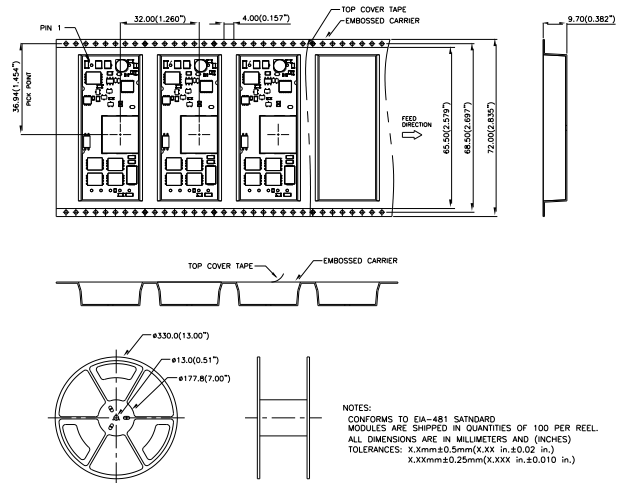 32.00(1.260")
4.00(0.157")
TOP COVER TAPE
EMBOSSED CARRIER
PIN 1
9.70(0.382")
36.94(1.454")
PICK POINT
FEED
DIRECTION
65.50(2.579")
68.50(2.697")
72.00(2.835")
TOP COVER TAPE
EMBOSSED CARRIER
ø330.0(13.00")
ø13.0(0.51")
ø177.8(7.00")
NOTES:
CONFORMS TO EIA-481 SATNDARD
MODULES ARE SHIPPED IN QUANTITIES OF 100 PER REEL.
ALL DIMENSIONS ARE IN MILLIMETERS AND (INCHES)
TOLERANCES: X.Xmm±0.5mm(X.XX in.±0.02 in.)
X.XXmm±0.25mm(X.XXX in.±0.010 in.)